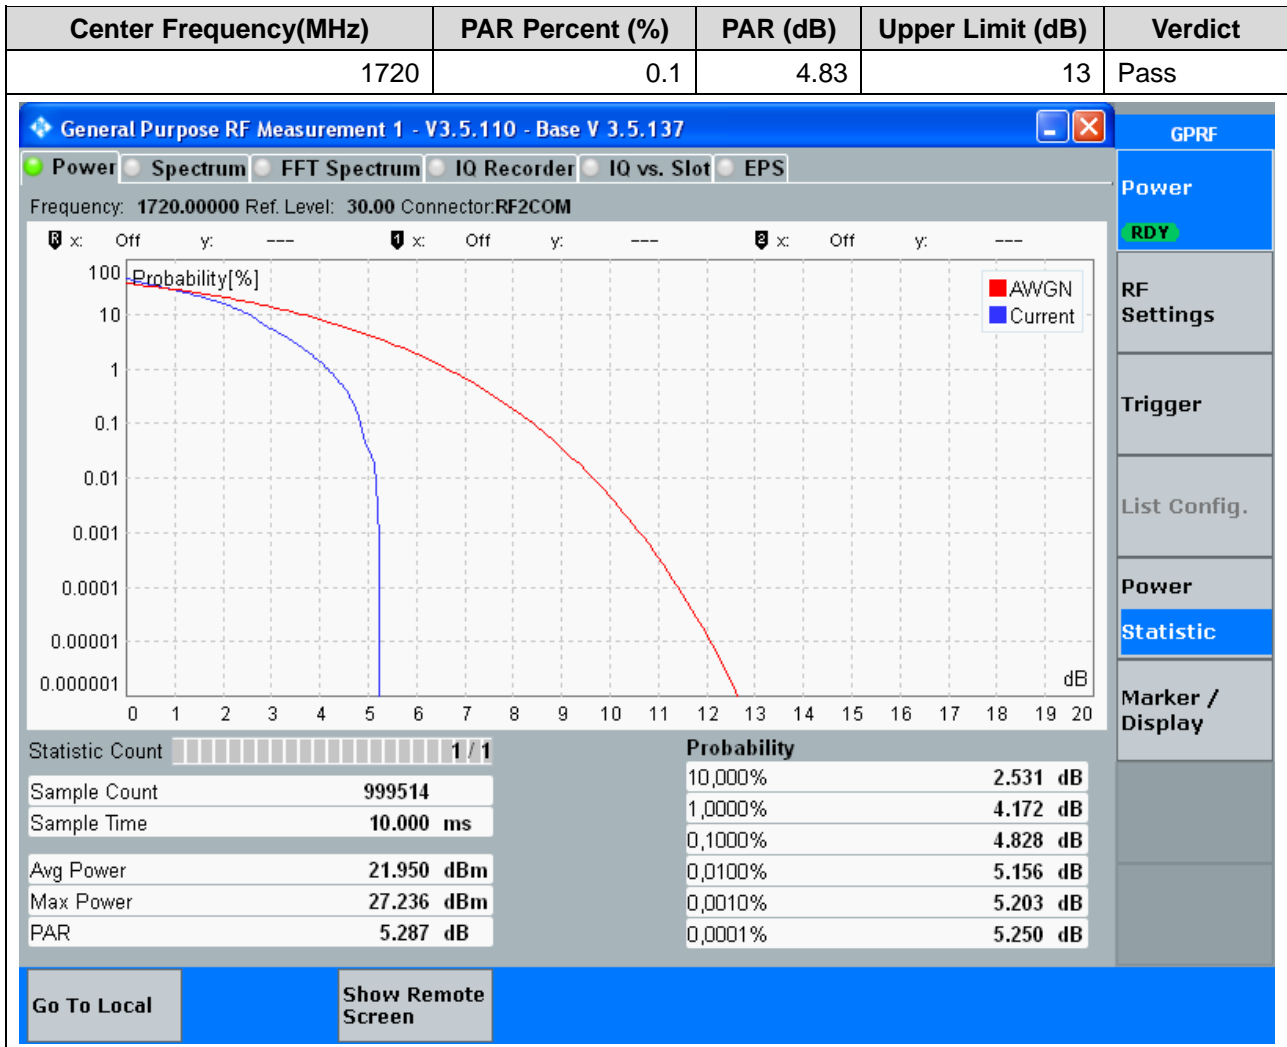 Center Frequency(MHz) PAR Percent (%) PAR (dB) Upper Limit (dB) Verdict
1720 0.1 4.83 13 Pass
General Purpose RF Measurement 1 - V3.5.110 - Base V 3.5.137
GPRF
Power Spectrum FFT Spectrum IQ Recorder IQ vs. Slot EPS
Power
RDY
Frequency: 1720.00000 Ref. Level: 30.00 Connector:RF2COM
R x: Off y: --- 1 x: Off y: --- 2 x: Off y: ---
Probability[%]
AWGN
Current
100
10
1
0.1
0.01
0.001
0.0001
0.00001
0.000001
dB
0 1 2 3 4 5 6 7 8 9 10 11 12 13 14 15 16 17 18 19 20
RF
Settings
Trigger
List Config.
Power
Statistic
Marker /
Display
Statistic Count 1 / 1
Sample Count 999514
Sample Time 10.000 ms
Avg Power 21.950 dBm
Max Power 27.236 dBm
PAR 5.287 dB
Probability
10,000% 2.531 dB
1,0000% 4.172 dB
0,1000% 4.828 dB
0,0100% 5.156 dB
0,0010% 5.203 dB
0,0001% 5.250 dB
Go To Local
Show Remote
Screen